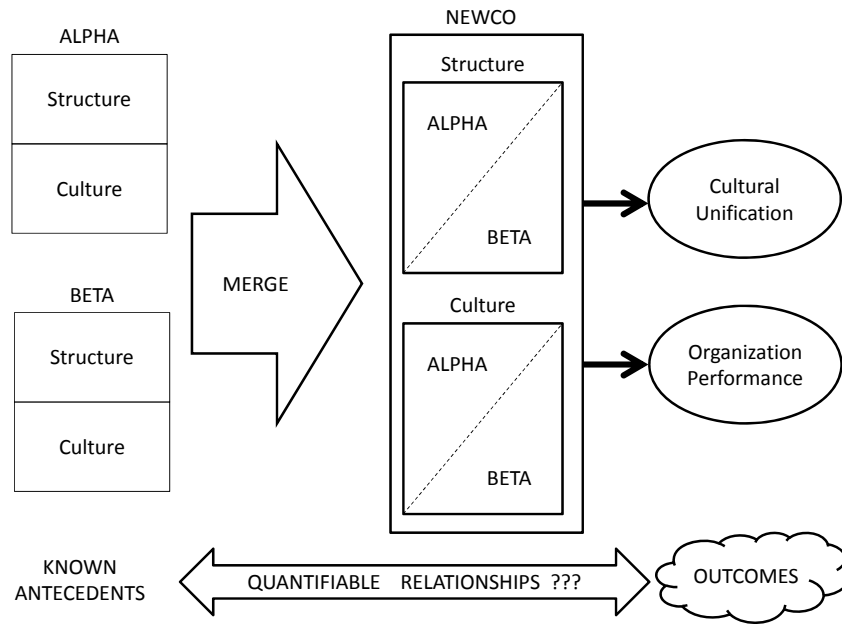 ALPHA
Structure
Culture
BETA
Structure
Culture
MERGE
NEWCO
Structure
ALPHA
BETA
Culture
ALPHA
BETA
Cultural
Unification
Organization
Performance
KNOWN
ANTECEDENTS
QUANTIFIABLE RELATIONSHIPS ???
OUTCOMES